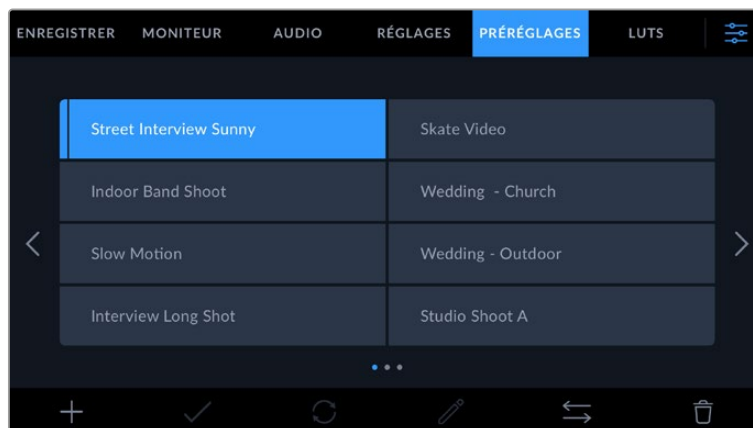 ENREGISTRER MONITEUR AUDIO RÉGLAGES PRÉRÉGLAGES LUTS
Street Interview Sunny
Skate Video
Indoor Band Shoot
Wedding - Church
Slow Motion
Wedding - Outdoor
Interview Long Shot
Studio Shoot A